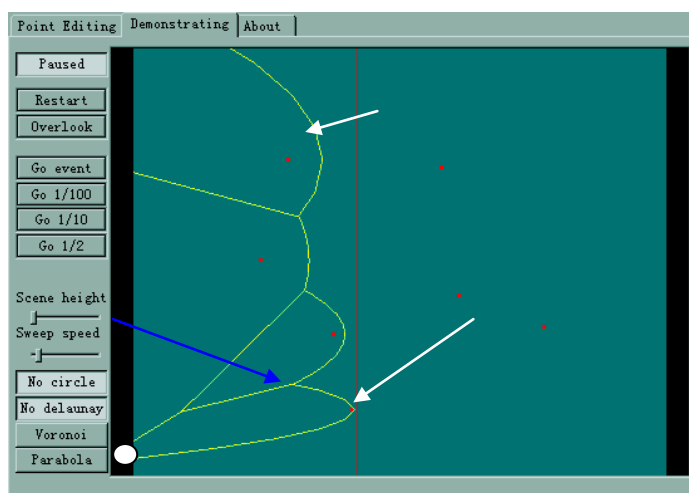 Point Editing Demonstrating About
Paused
Restart
Overlook
Go event
Go 1/100
Go 1/10
Go 1/2
Scene height
Sweep speed
No circle
No delaunay
Voronoi
Parabola